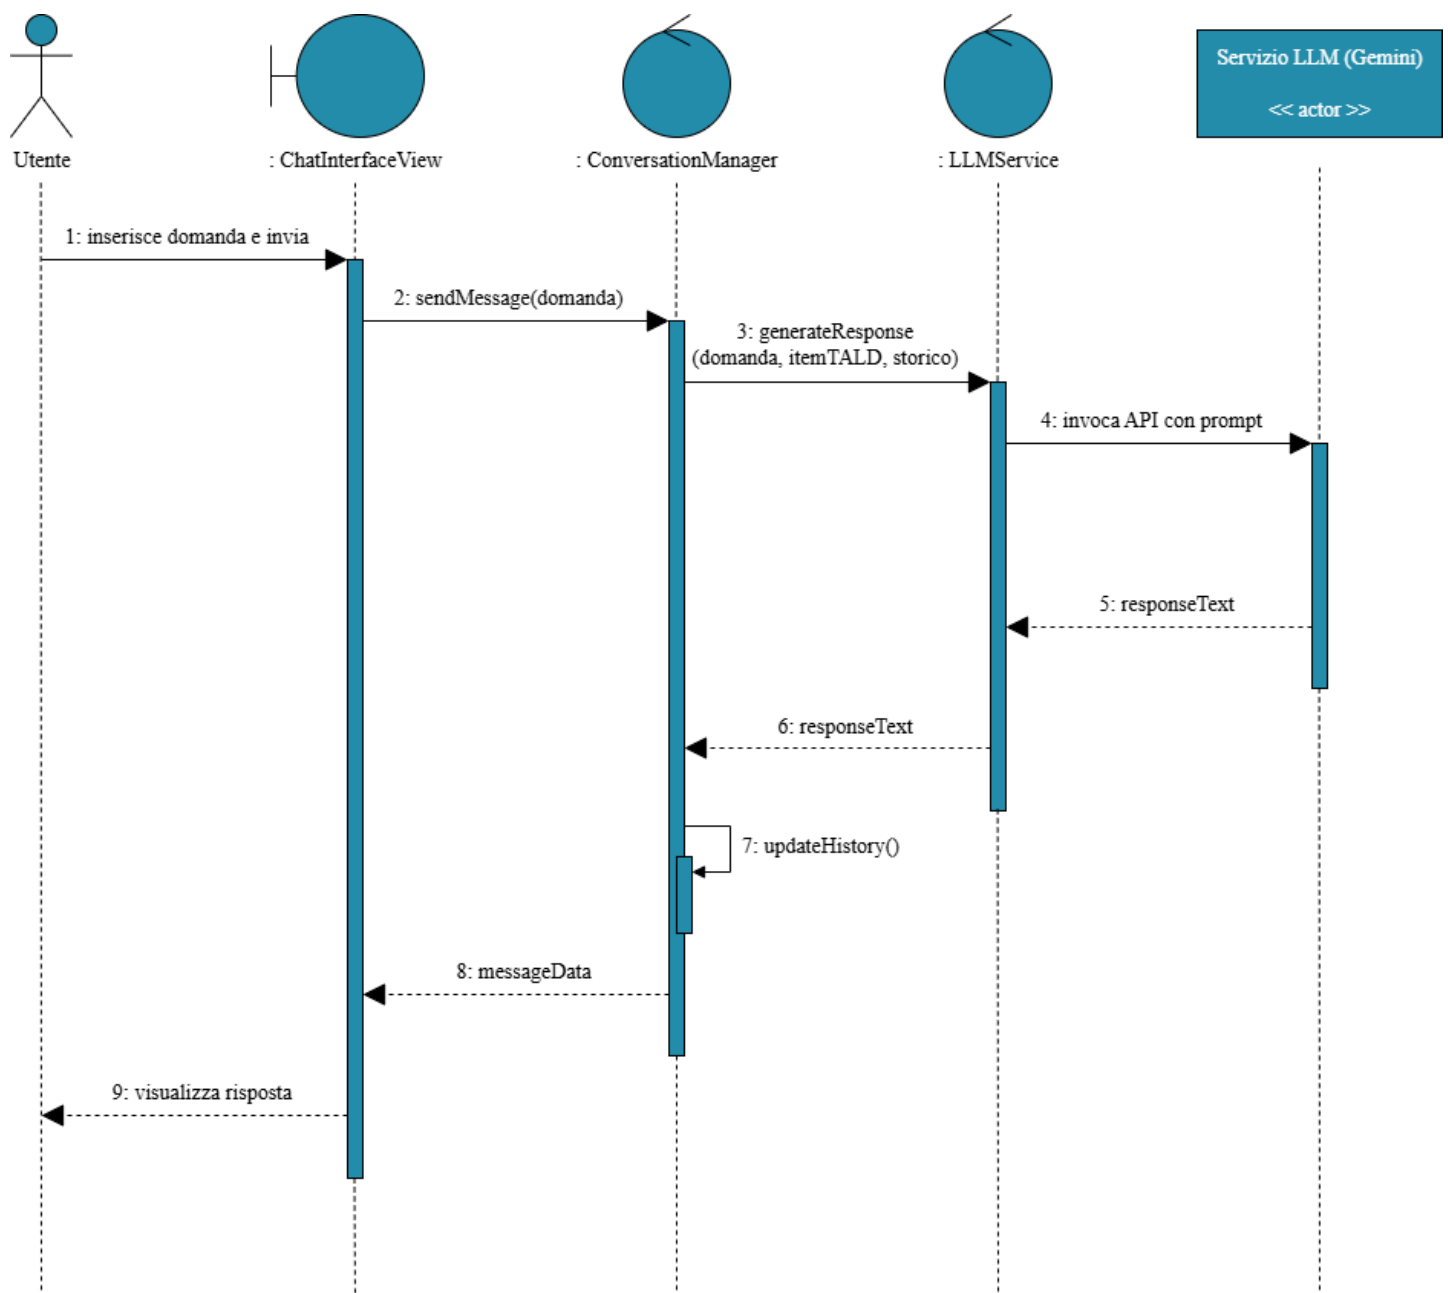 Servizio LLM (Gemini)
<< actor >>
Utente
: ChatInterfaceView
: ConversationManager
: LLMService
1: inserisce domanda e invia
2: sendMessage(domanda)
3: generateResponse
(domanda, itemTALD, storico)
4: invoca API con prompt
5: responseText
6: responseText
7: updateHistory()
8: messageData
9: visualizza risposta